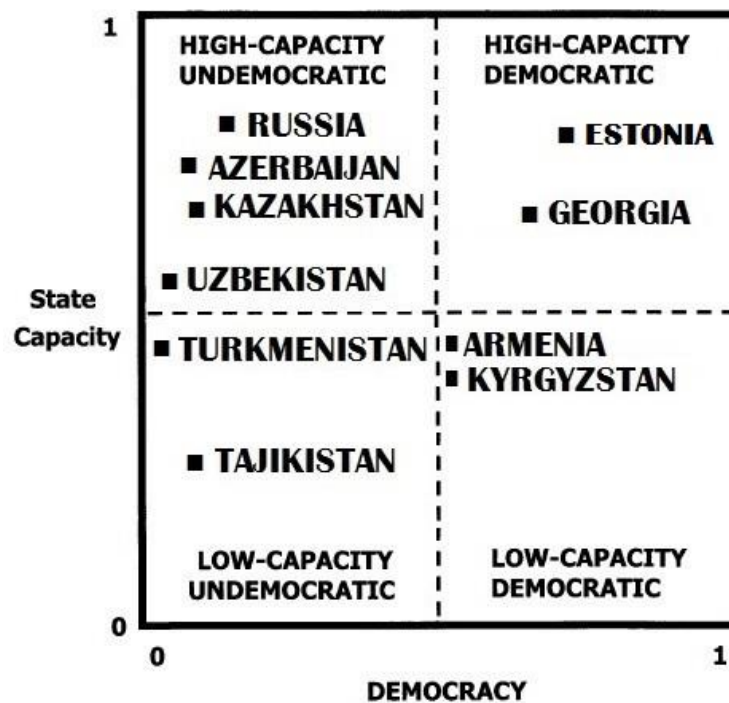 1
HIGH-CAPACITY
UNDEMOCRATIC
HIGH-CAPACITY
DEMOCRATIC
RUSSIA
ESTONIA
AZERBAIJAN
KAZAKHSTAN
GEORGIA
UZBEKISTAN
State
Capacity
TURKMENISTAN
ARMENIA
KYRGYZSTAN
TAJIKISTAN
LOW-CAPACITY
UNDEMOCRATIC
LOW-CAPACITY
DEMOCRATIC
0
0
1
DEMOCRACY